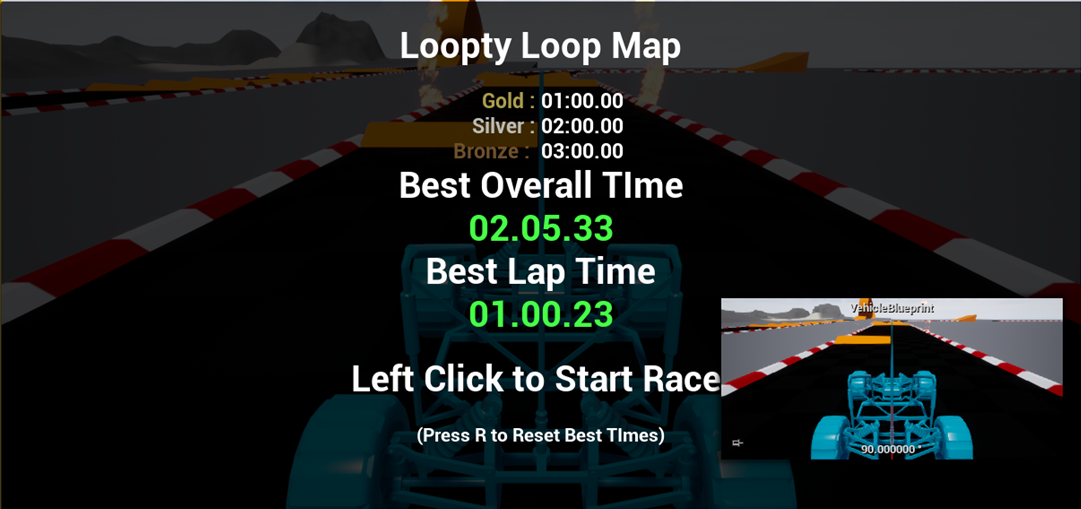 Loopty Loop Map
Gold : 01:00.00
Silver : 02:00.00
Bronze : 03:00.00
Best Overall TIme
02.05.33
Best Lap Time
01.00.23
Left Click to Start Race
(Press R to Reset Best TImes)
VehicleBlueprint
90.000000 °